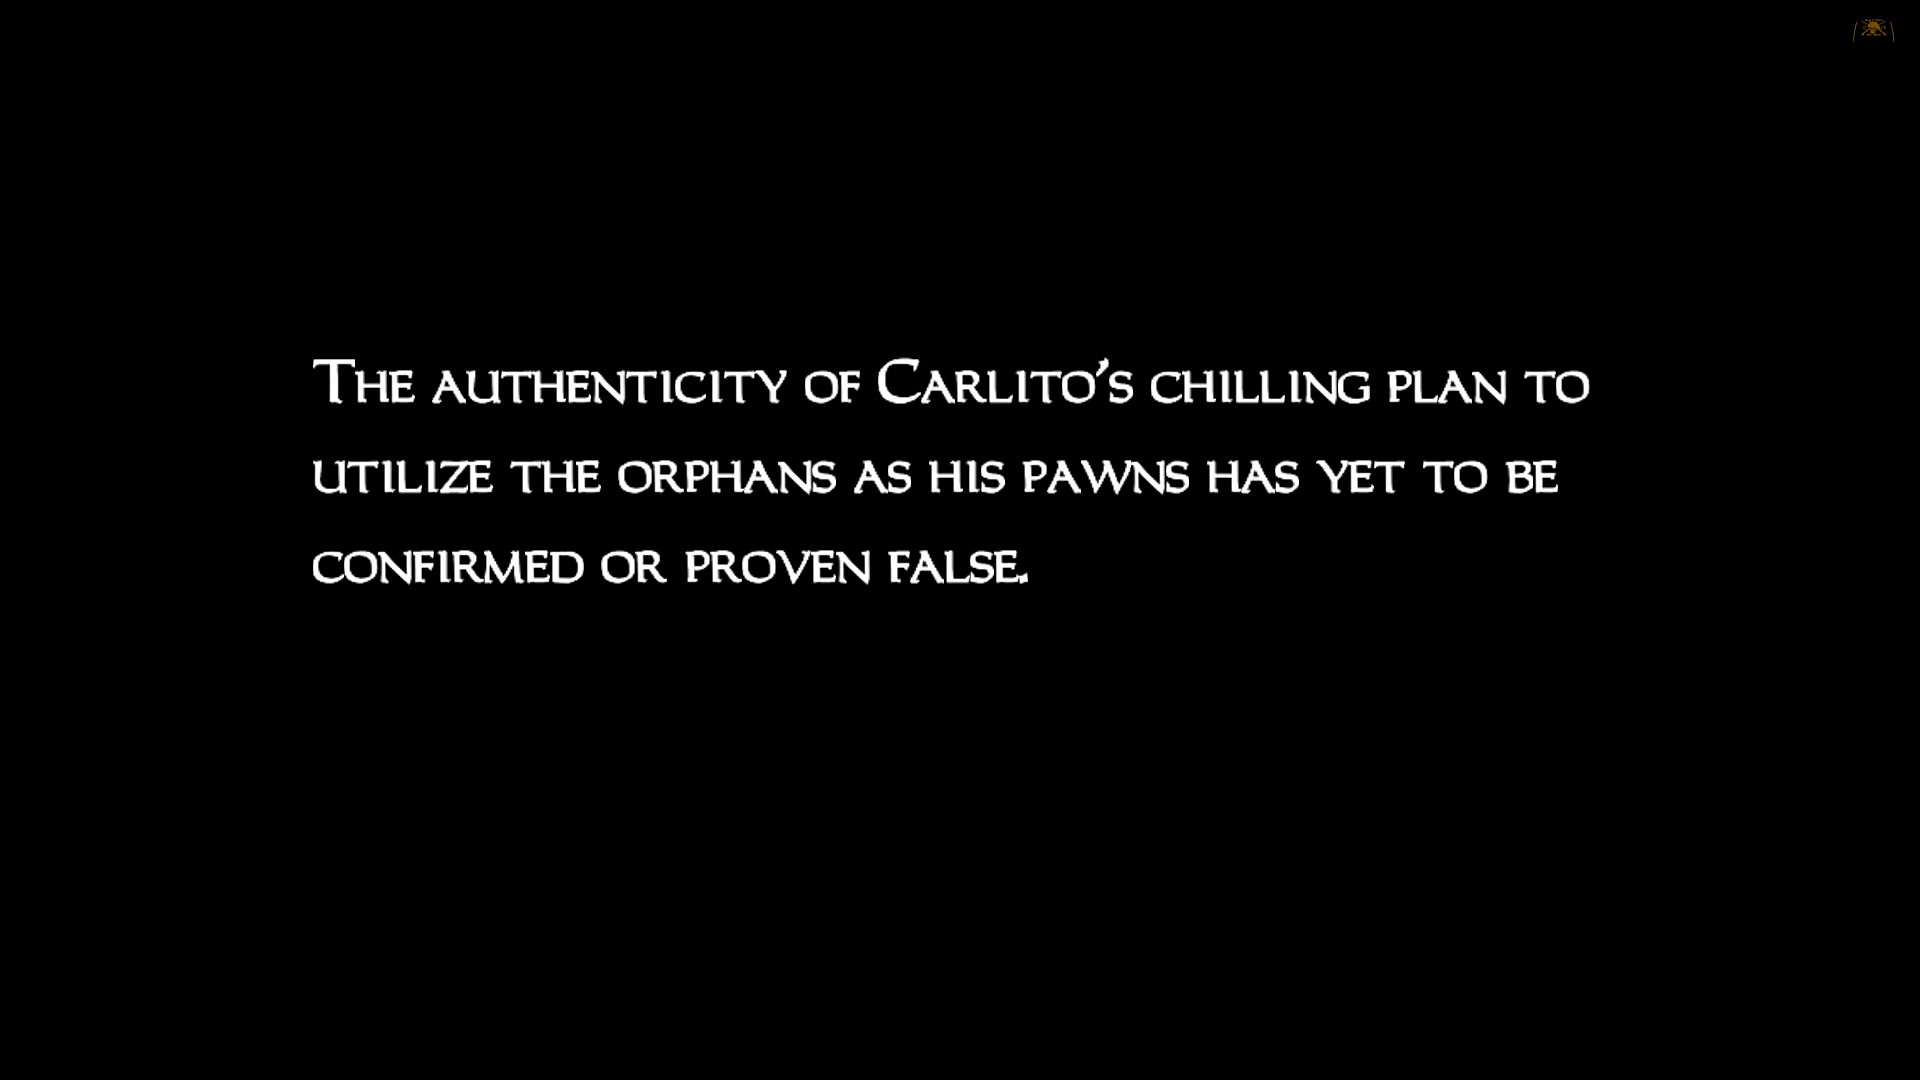 The authenticity of Carlito’s chilling plan to
utilize the orphans as his pawns has yet to be
confirmed or proven false.